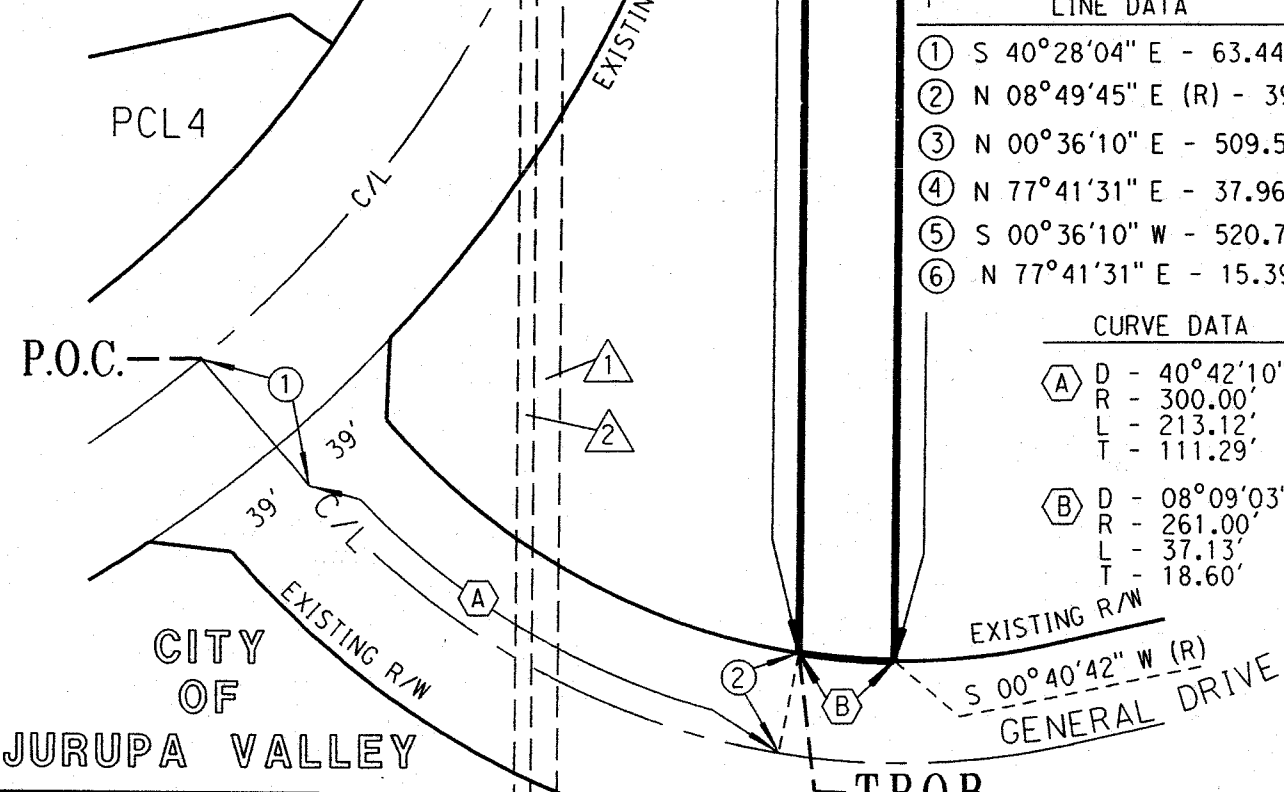 LINE DATA
① S 40°28'04" E - 63.44
② N 08°49'45" E (R) - 39
③ N 00°36'10" E - 509.5
④ N 77°41'31" E - 37.96
⑤ S 00°36'10" W - 520.7
⑥ N 77°41'31" E - 15.39
CURVE DATA
A D - 40°42'10"
R - 300.00'
L - 213.12'
T - 111.29'
B D - 08°09'03"
R - 261.00'
L - 37.13'
T - 18.60'
PCL4
C/L
EXISTIN
P.O.C.
1
1
2
39'
39'
C/L
A
EXISTING R/W
2
B
EXISTING R/W
S 00°40'42" W (R)
GENERAL DRIVE
CITY
OF
JURUPA VALLEY
T.P.O.B.